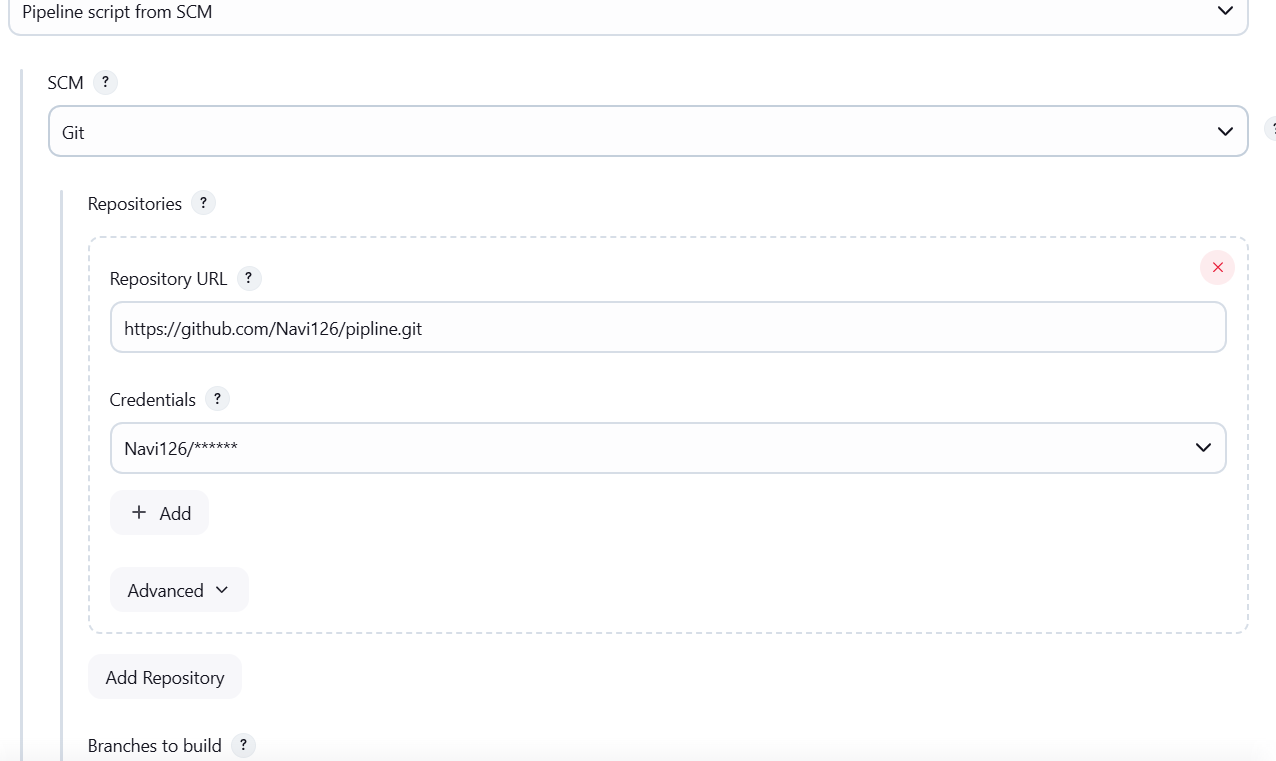 Pipeline script from SCM
SCM ?
Git
?
Repositories ?
Repository URL ?
https://github.com/Navi126/pipline.git
Credentials ?
Navi126/******
+ Add
Advanced
Add Repository
Branches to build ?